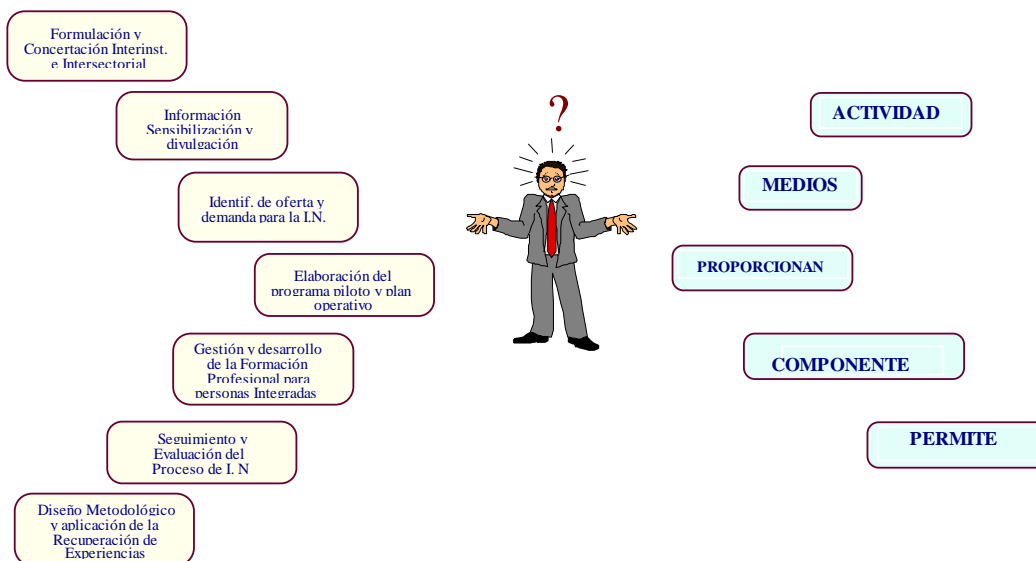 Formulación y
Concertación Interinst.
e Intersectorial
Información
Sensibilización y
divulgación
Identif. de oferta y
demanda para la I.N.
Elaboración del
programa piloto y plan
operativo
Gestión y desarrollo
de la Formación
Profesional para
personas Integradas
Seguimiento y
Evaluación del
Proceso de I. N
Diseño Metodológico
y aplicación de la
Recuperación de
Experiencias
?
ACTIVIDAD
MEDIOS
PROPORCIONAN
COMPONENTE
PERMITE